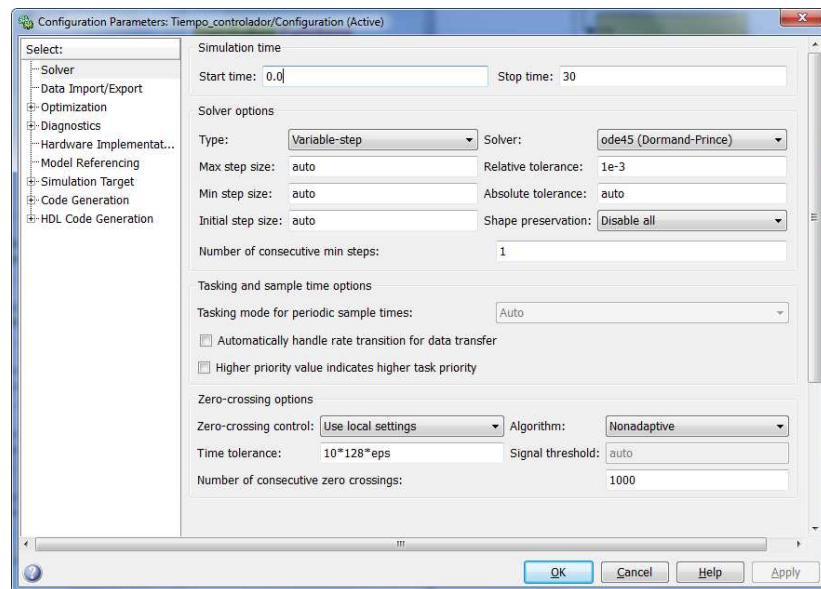 Configuration Parameters: Tiempo_controlador/Configuration (Active)
Select:
Solver
Data Import/Export
Optimization
Diagnostics
Hardware Implementat...
Model Referencing
Simulation Target
Code Generation
HDL Code Generation
Simulation time
Start time: 0.0 Stop time: 30
Solver options
Type: Variable-step Solver: ode45 (Dormand-Prince)
Max step size: auto Relative tolerance: 1e-3
Min step size: auto Absolute tolerance: auto
Initial step size: auto Shape preservation: Disable all
Number of consecutive min steps: 1
Tasking and sample time options
Tasking mode for periodic sample times: Auto
Automatically handle rate transition for data transfer
Higher priority value indicates higher task priority
Zero-crossing options
Zero-crossing control: Use local settings Algorithm: Nonadaptive
Time tolerance: 10*128*eps Signal threshold: auto
Number of consecutive zero crossings: 1000
OK Cancel Help Apply